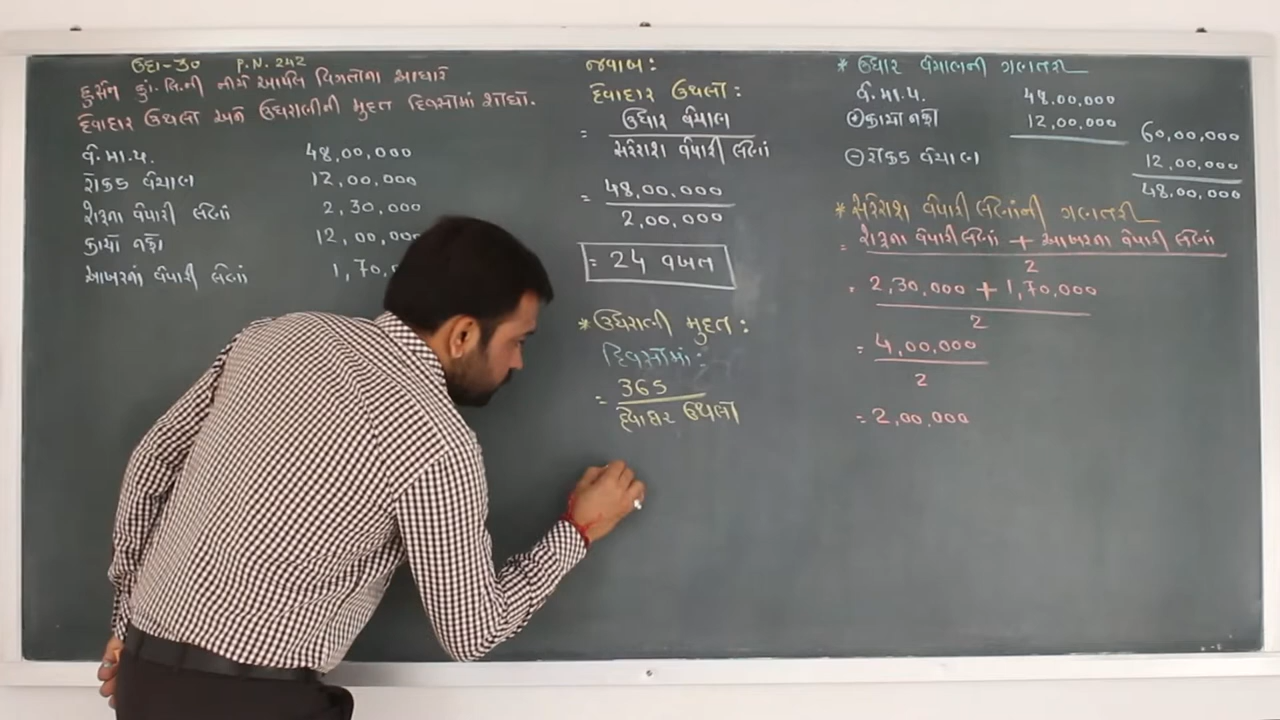 ઉદા-30 P.N. 242
કુર્સન કું. લિ.ની નીચે આપેલ વિગતોના આધારે
દેવાદાર ઉથલો અને ઉઘરાણીની મુદ્દત દિવસોમાં શોધો.
વે.મા.પ. 48,00,000
રોકડ વેચાણ 12,00,000
શરૂના વેપારી લેણાં 2,30,000
કાચો નફો 12,00,000
આખરનાં વેપારી લેણાં 1,70,
જવાબ :
દેવાદાર ઉથલો :
= ઉધાર વેચાણ
સરેરાશ વેપારી લેણાં
= 48,00,000
2,00,000
= 24 વખત
* ઉઘરાણી મુદ્દત :
દિવસોમાં :
= 365
દેવાદાર ઉથલો
* ઉધાર વેચાણની ગણતરી
વે.મા.પ. 48,00,000
+ કાચો નફો 12,00,000 60,00,000
- રોકડ વેચાણ 12,00,000
48,00,000
* સરેરાશ વેપારી લેણાંની ગણતરી
= શરૂના વેપારી લેણાં + આખરના વેપારી લેણાં
2
= 2,30,000 + 1,70,000
2
= 4,00,000
2
= 2,00,000